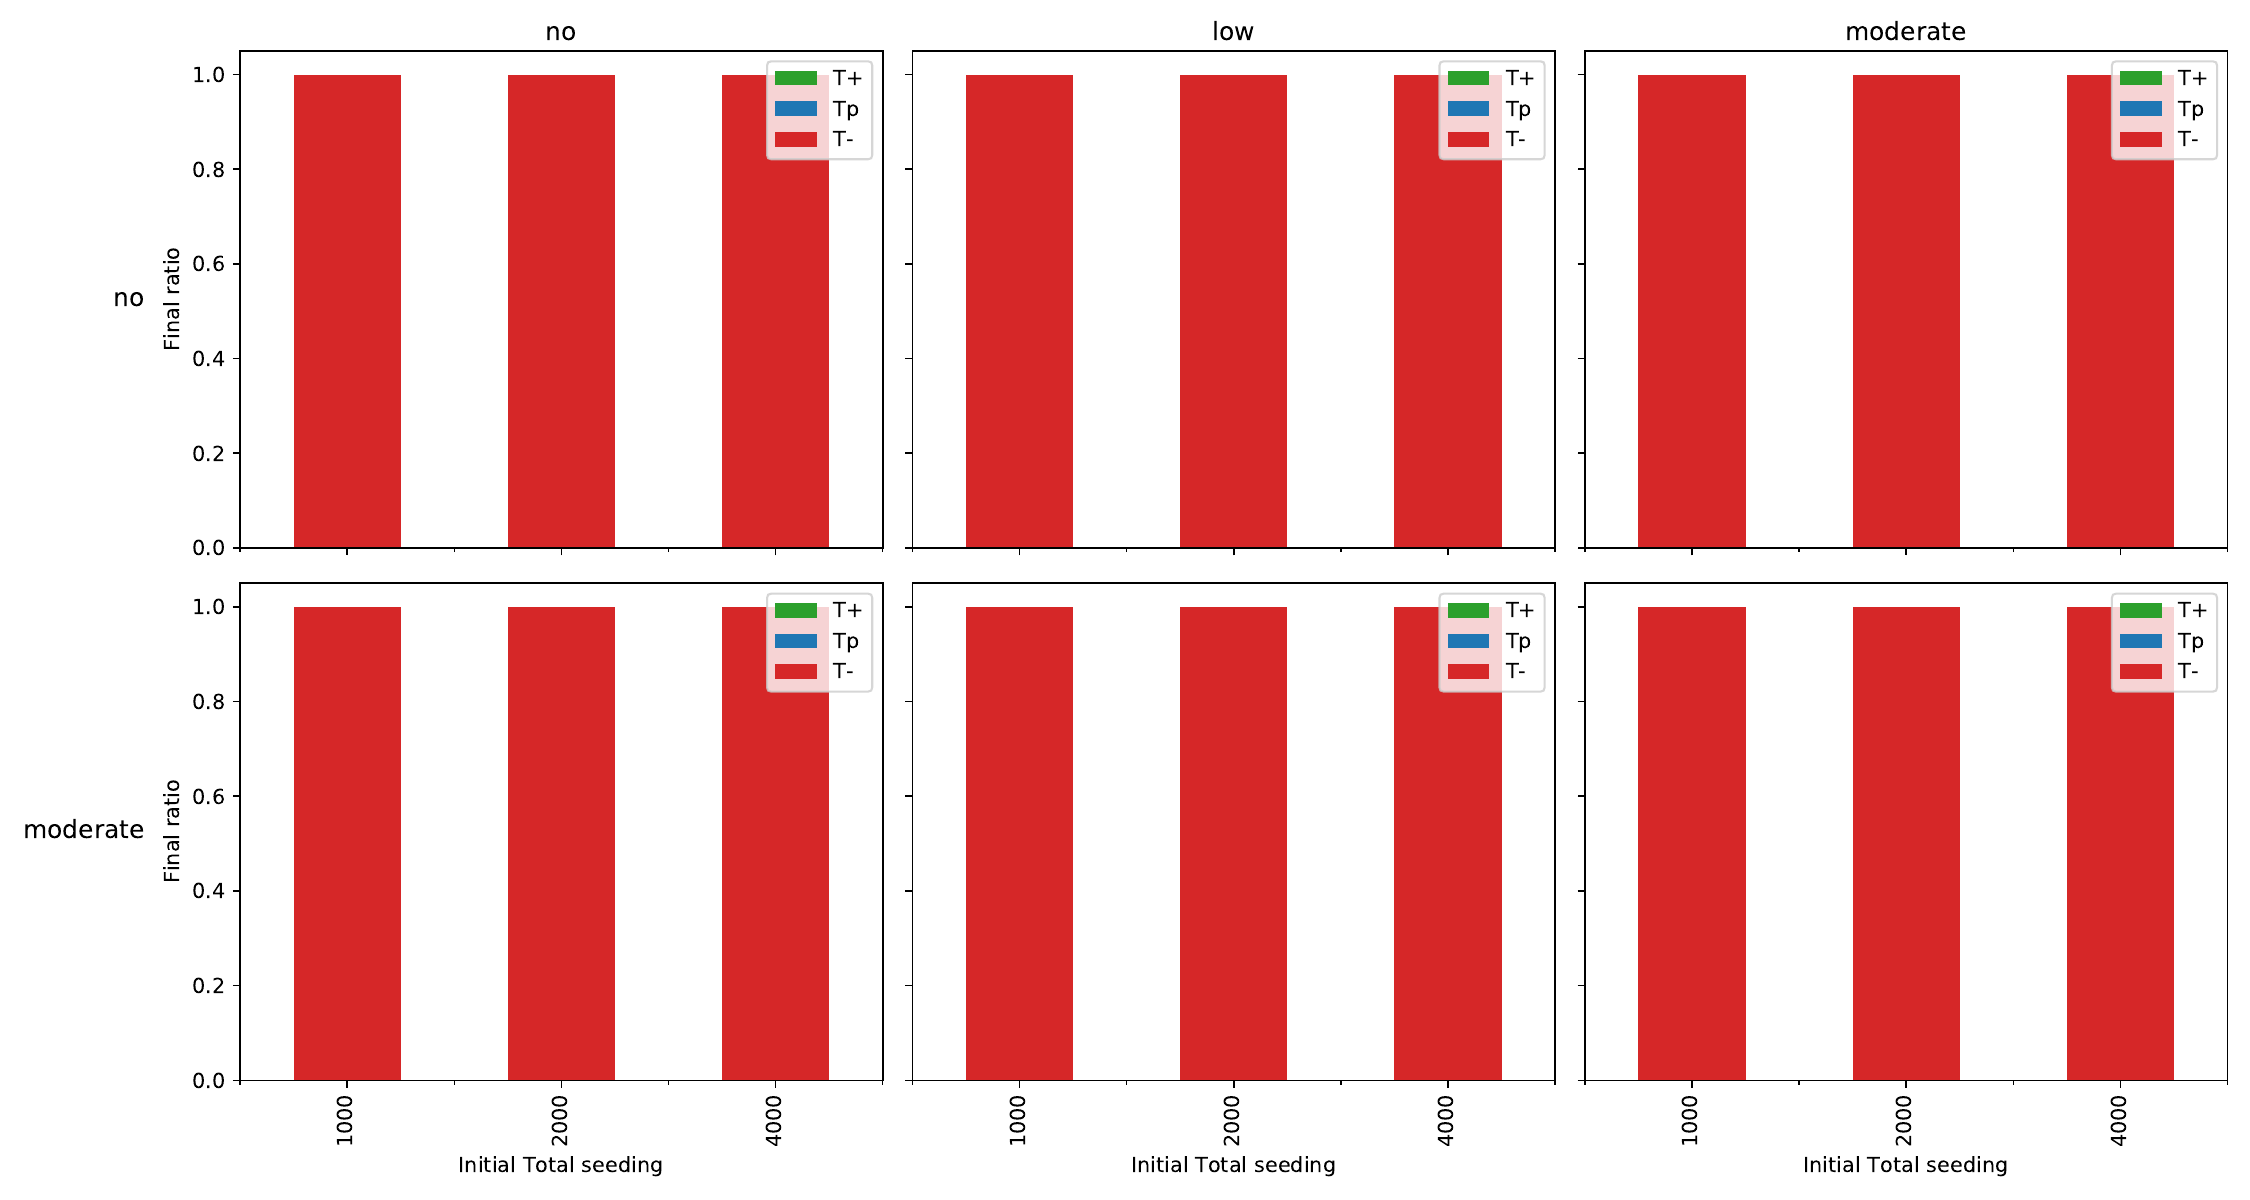 no low moderate
no
Final ratio
1.0
0.8
0.6
0.4
0.2
0.0
T+
Tp
T-
T+
Tp
T-
T+
Tp
T-
moderate
Final ratio
1.0
0.8
0.6
0.4
0.2
0.0
T+
Tp
T-
T+
Tp
T-
T+
Tp
T-
1000 2000 4000
Initial Total seeding
1000 2000 4000
Initial Total seeding
1000 2000 4000
Initial Total seeding